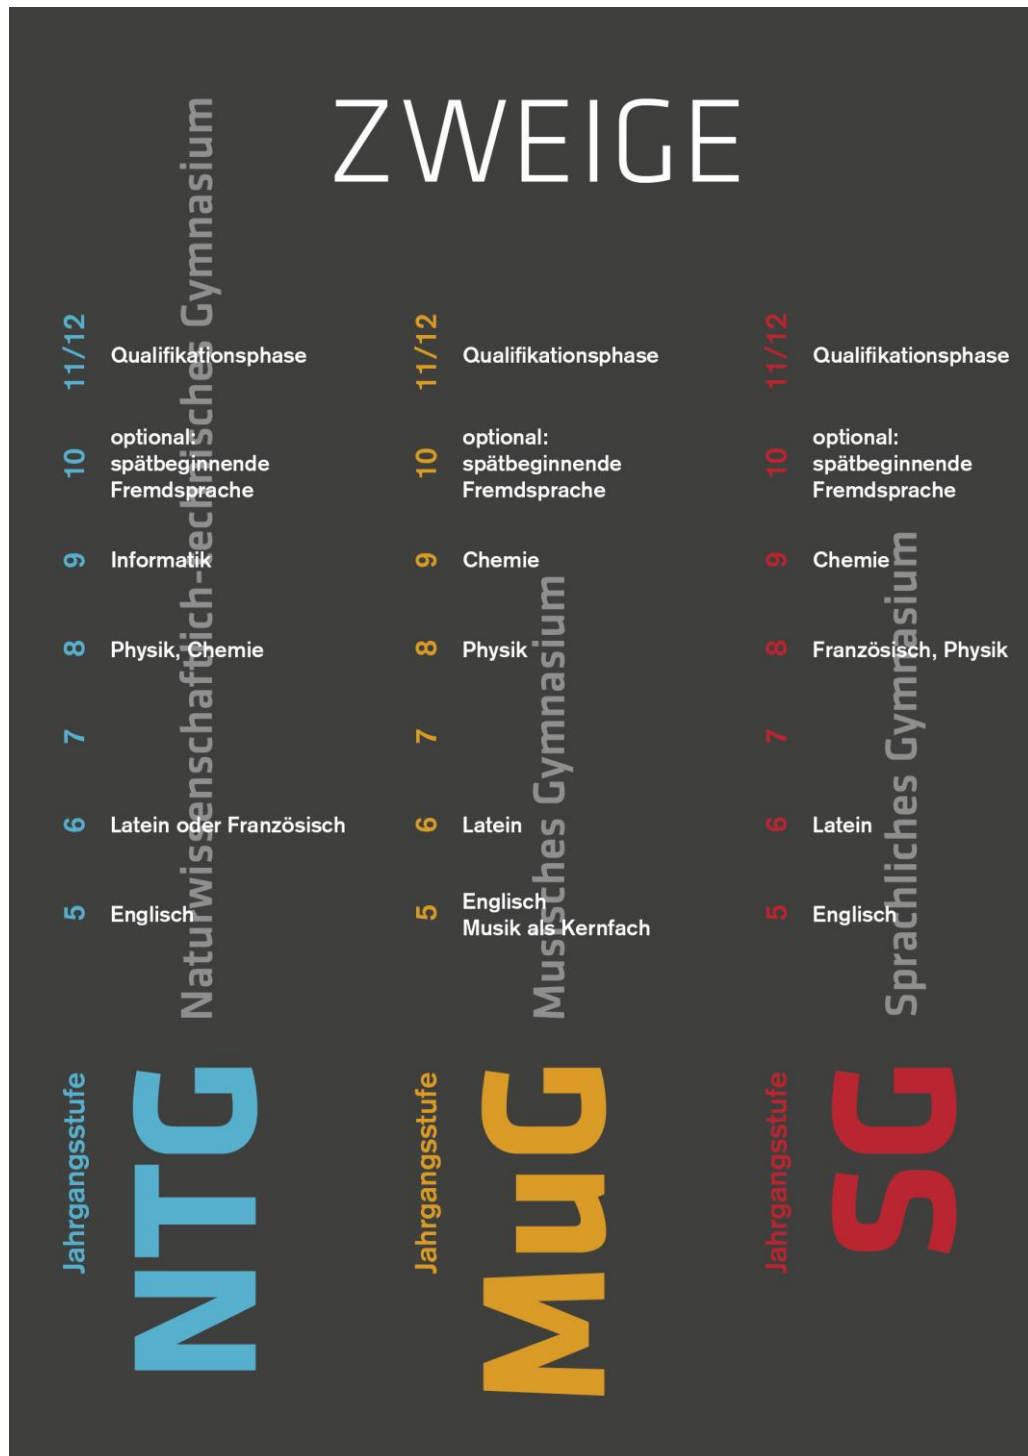 ZWEIGE
Naturwissenschaftlich-technisches Gymnasium
11/12
Qualifikationsphase
10
optional:
spätbeginnende
Fremdsprache
9
Informatik
8
Physik, Chemie
7
6
Latein oder Französisch
5
Englisch
Jahrgangsstufe
NTG
Musisches Gymnasium
11/12
Qualifikationsphase
10
optional:
spätbeginnende
Fremdsprache
9
Chemie
8
Physik
7
6
Latein
5
Englisch
Musik als Kernfach
Jahrgangsstufe
MuG
Sprachliches Gymnasium
11/12
Qualifikationsphase
10
optional:
spätbeginnende
Fremdsprache
9
Chemie
8
Französisch, Physik
7
6
Latein
5
Englisch
Jahrgangsstufe
SG